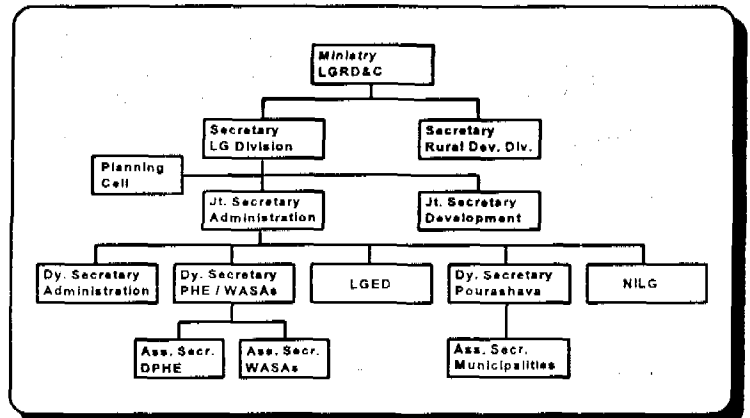 Ministry
LGRD&C
Secretary
LG Division
Secretary
Rural Dev. Div.
Planning
Cell
Jt. Secretary
Administration
Jt. Secretary
Development
Dy. Secretary
Administration
Dy. Secretary
PHE / WASAs
LGED
Dy. Secretary
Pourashava
NILG
Ass. Secr.
DPHE
Ass. Secr.
WASAs
Ass. Secr.
Municipalities